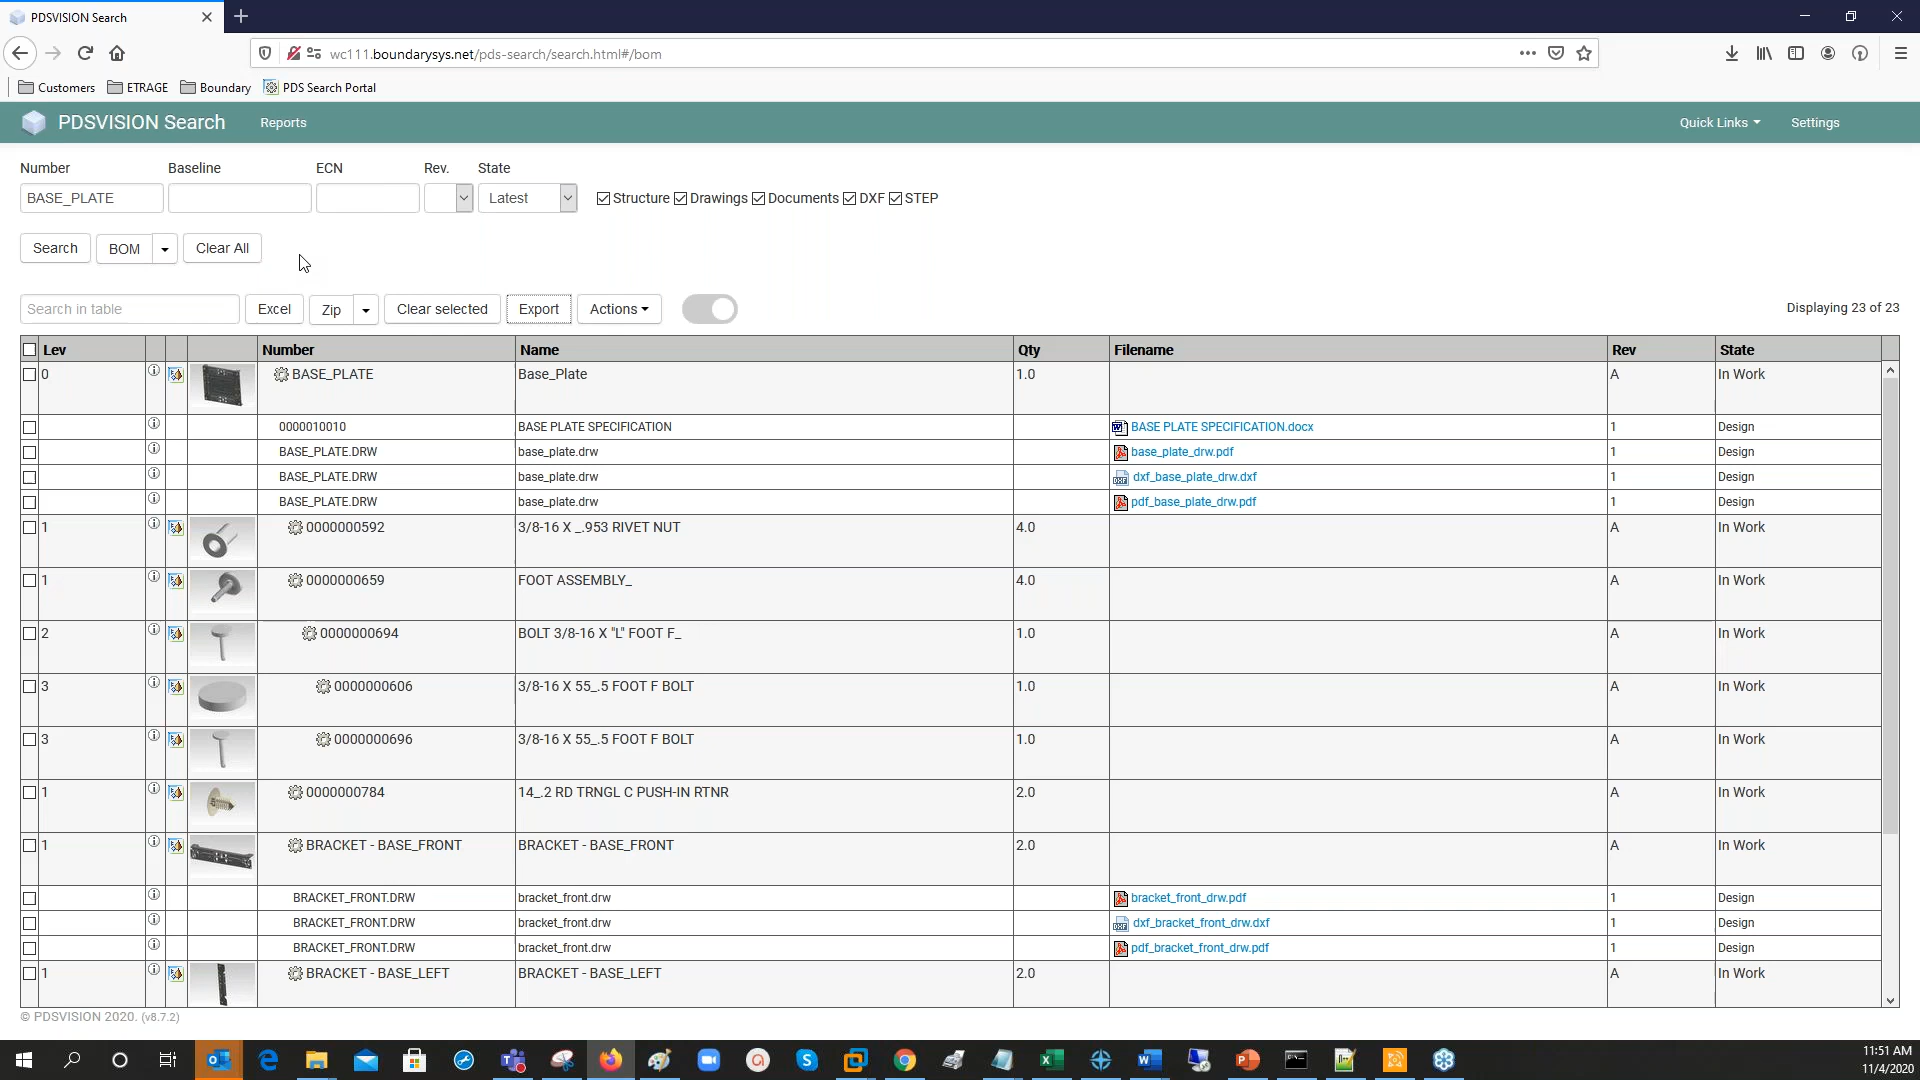 PDSVISION Search
wc111.boundarysys.net/pds-search/search.html#/bom
Customers ETRAGE Boundary PDS Search Portal
PDSVISION Search Reports Quick Links Settings
Number Baseline ECN Rev. State
BASE_PLATE Latest Structure Drawings Documents DXF STEP
Search BOM Clear All
Search in table Excel Zip Clear selected Export Actions Displaying 23 of 23
Lev Number Name Qty Filename Rev State
0 BASE_PLATE Base_Plate 1.0 A In Work
0000010010 BASE PLATE SPECIFICATION BASE PLATE SPECIFICATION.docx 1 Design
BASE_PLATE.DRW base_plate.drw base_plate_drw.pdf 1 Design
BASE_PLATE.DRW base_plate.drw dxf_base_plate_drw.dxf 1 Design
BASE_PLATE.DRW base_plate.drw pdf_base_plate_drw.pdf 1 Design
1 0000000592 3/8-16 X _.953 RIVET NUT 4.0 A In Work
1 0000000659 FOOT ASSEMBLY_ 4.0 A In Work
2 0000000694 BOLT 3/8-16 X "L" FOOT F_ 1.0 A In Work
3 0000000606 3/8-16 X 55_.5 FOOT F BOLT 1.0 A In Work
3 0000000696 3/8-16 X 55_.5 FOOT F BOLT 1.0 A In Work
1 0000000784 14_.2 RD TRNGL C PUSH-IN RTNR 2.0 A In Work
1 BRACKET - BASE_FRONT BRACKET - BASE_FRONT 2.0 A In Work
BRACKET_FRONT.DRW bracket_front.drw bracket_front_drw.pdf 1 Design
BRACKET_FRONT.DRW bracket_front.drw dxf_bracket_front_drw.dxf 1 Design
BRACKET_FRONT.DRW bracket_front.drw pdf_bracket_front_drw.pdf 1 Design
1 BRACKET - BASE_LEFT BRACKET - BASE_LEFT 2.0 A In Work
© PDSVISION 2020. (v8.7.2)
11:51 AM
11/4/2020